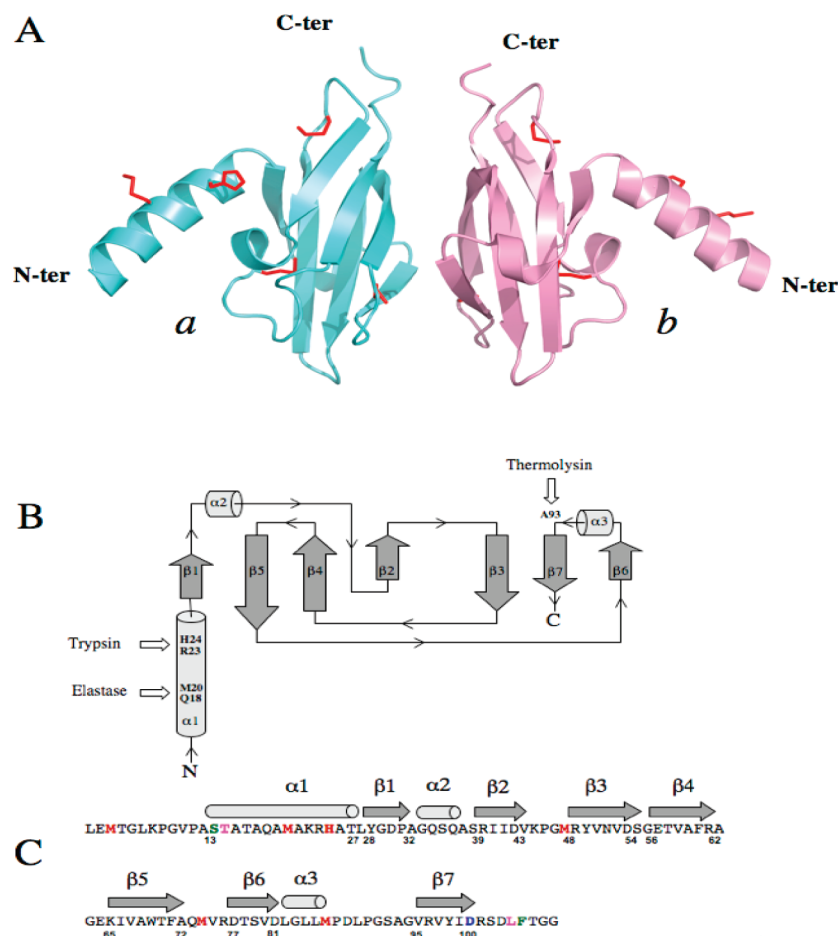 A
C-ter
C-ter
N-ter
N-ter
a
b
B
Thermolysin
A93
α2
α3
β1
β5
β4
β2
β3
β7
β6
C
Trypsin
H24
R23
Elastase
M20
Q18
α1
N
α1 β1 α2 β2 β3 β4
LEMTGLKPGVPASTATAQAMAKRHATLYGDPAGQSQASRIIDVKPGMRYVNVDSGETVAFRA
13 27 28 32 39 43 48 54 56 62
C
β5 β6 α3 β7
GEKIVAWTFAQMVRDTSVDLGLLMPDLPGSAGVRVYIDRSDLFTGG
65 72 77 81 95 100